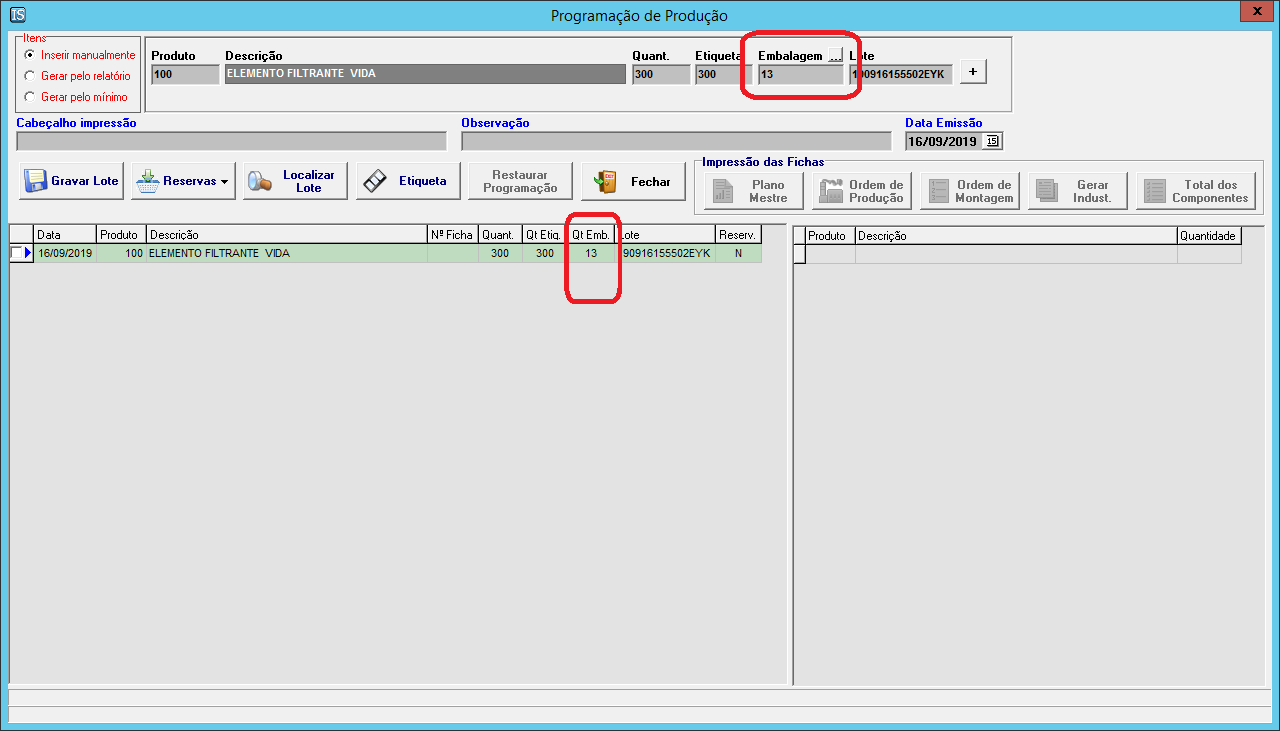 IS
Programação de Produção
X
Itens
Inserir manualmente
Gerar pelo relatório
Gerar pelo mínimo
Produto Descrição Quant. Etiqueta Embalagem ... Lote
100 ELEMENTO FILTRANTE VIDA 300 300 13 190916155502EYK +
Cabeçalho impressão Observação Data Emissão
16/09/2019 15
Gravar Lote
Reservas
Localizar
Lote
Etiqueta
Restaurar
Programação
Fechar
Impressão das Fichas
Plano
Mestre
Ordem de
Produção
Ordem de
Montagem
Gerar
Indust.
Total dos
Componentes
Data Produto Descrição Nº Ficha Quant. Qt Etiq. Qt Emb. Lote Reserv.
16/09/2019 100 ELEMENTO FILTRANTE VIDA 300 300 13 90916155502EYK N
Produto Descrição Quantidade